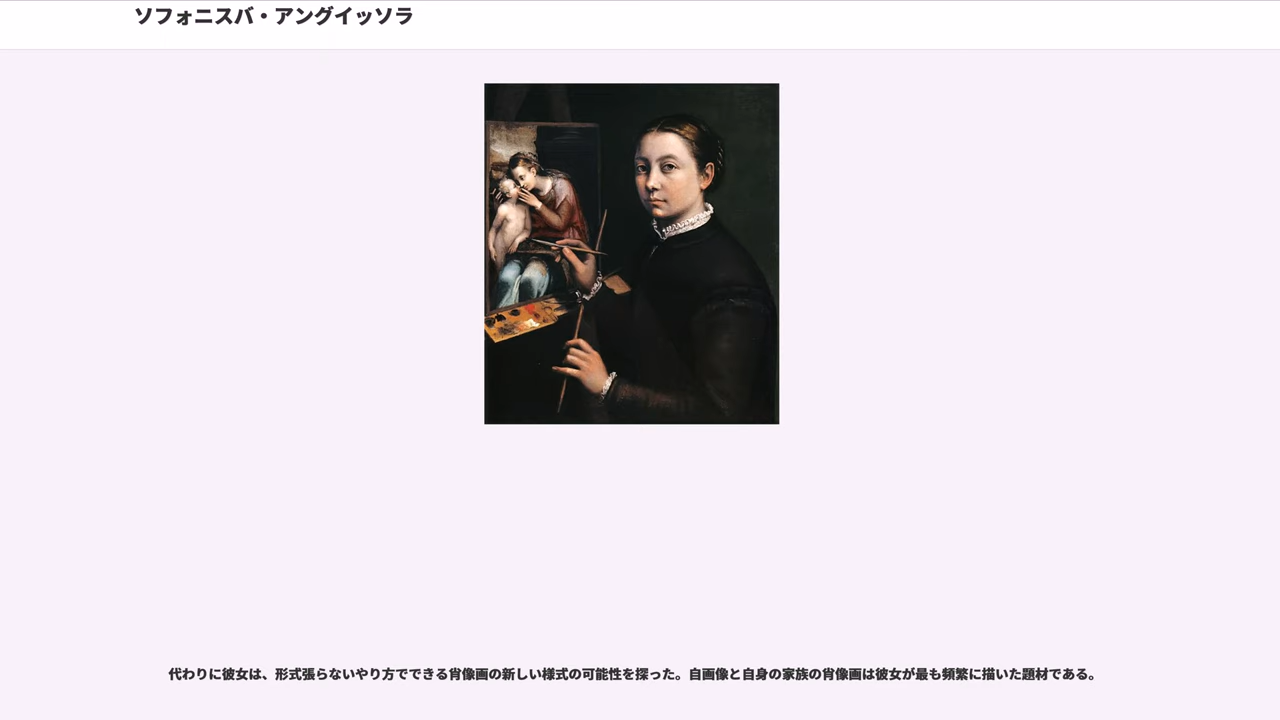 ソフォニスバ・アングイッソラ
代わりに彼女は、形式張らないやり方でできる肖像画の新しい様式の可能性を探った。自画像と自身の家族の肖像画は彼女が最も頻繁に描いた題材である。